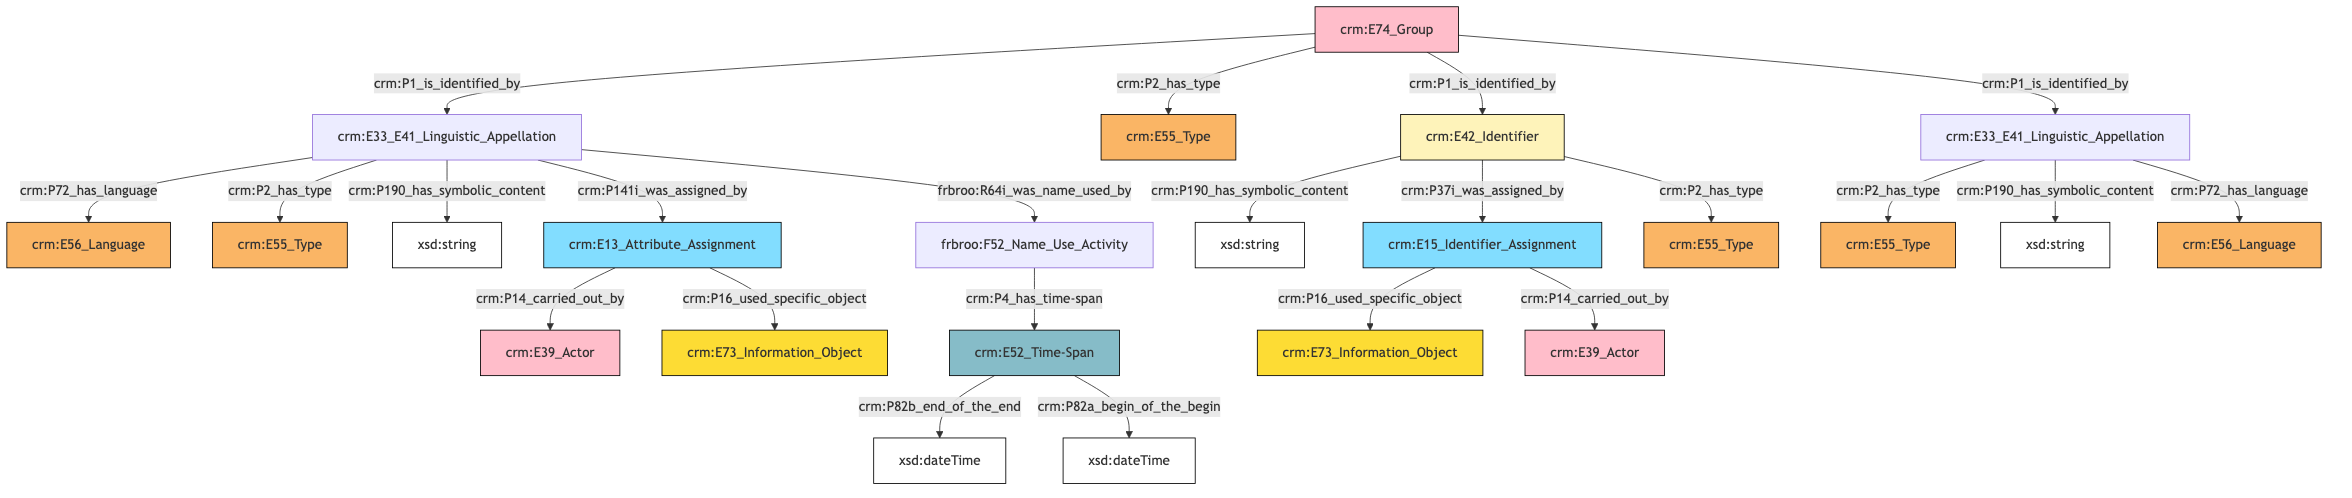 crm:E74_Group
crm:P1_is_identified_by
crm:P2_has_type
crm:P1_is_identified_by
crm:P1_is_identified_by
crm:E33_E41_Linguistic_Appellation
crm:E55_Type
crm:E42_Identifier
crm:E33_E41_Linguistic_Appellation
crm:P72_has_language
crm:P2_has_type
crm:P190_has_symbolic_content
crm:P141i_was_assigned_by
frbroo:R64i_was_name_used_by
crm:P190_has_symbolic_content
crm:P37i_was_assigned_by
crm:P2_has_type
crm:P2_has_type
crm:P190_has_symbolic_content
crm:P72_has_language
crm:E56_Language
crm:E55_Type
xsd:string
crm:E13_Attribute_Assignment
frbroo:F52_Name_Use_Activity
xsd:string
crm:E15_Identifier_Assignment
crm:E55_Type
crm:E55_Type
xsd:string
crm:E56_Language
crm:P14_carried_out_by
crm:P16_used_specific_object
crm:P4_has_time-span
crm:P16_used_specific_object
crm:P14_carried_out_by
crm:E39_Actor
crm:E73_Information_Object
crm:E52_Time-Span
crm:E73_Information_Object
crm:E39_Actor
crm:P82b_end_of_the_end
crm:P82a_begin_of_the_begin
xsd:dateTime
xsd:dateTime